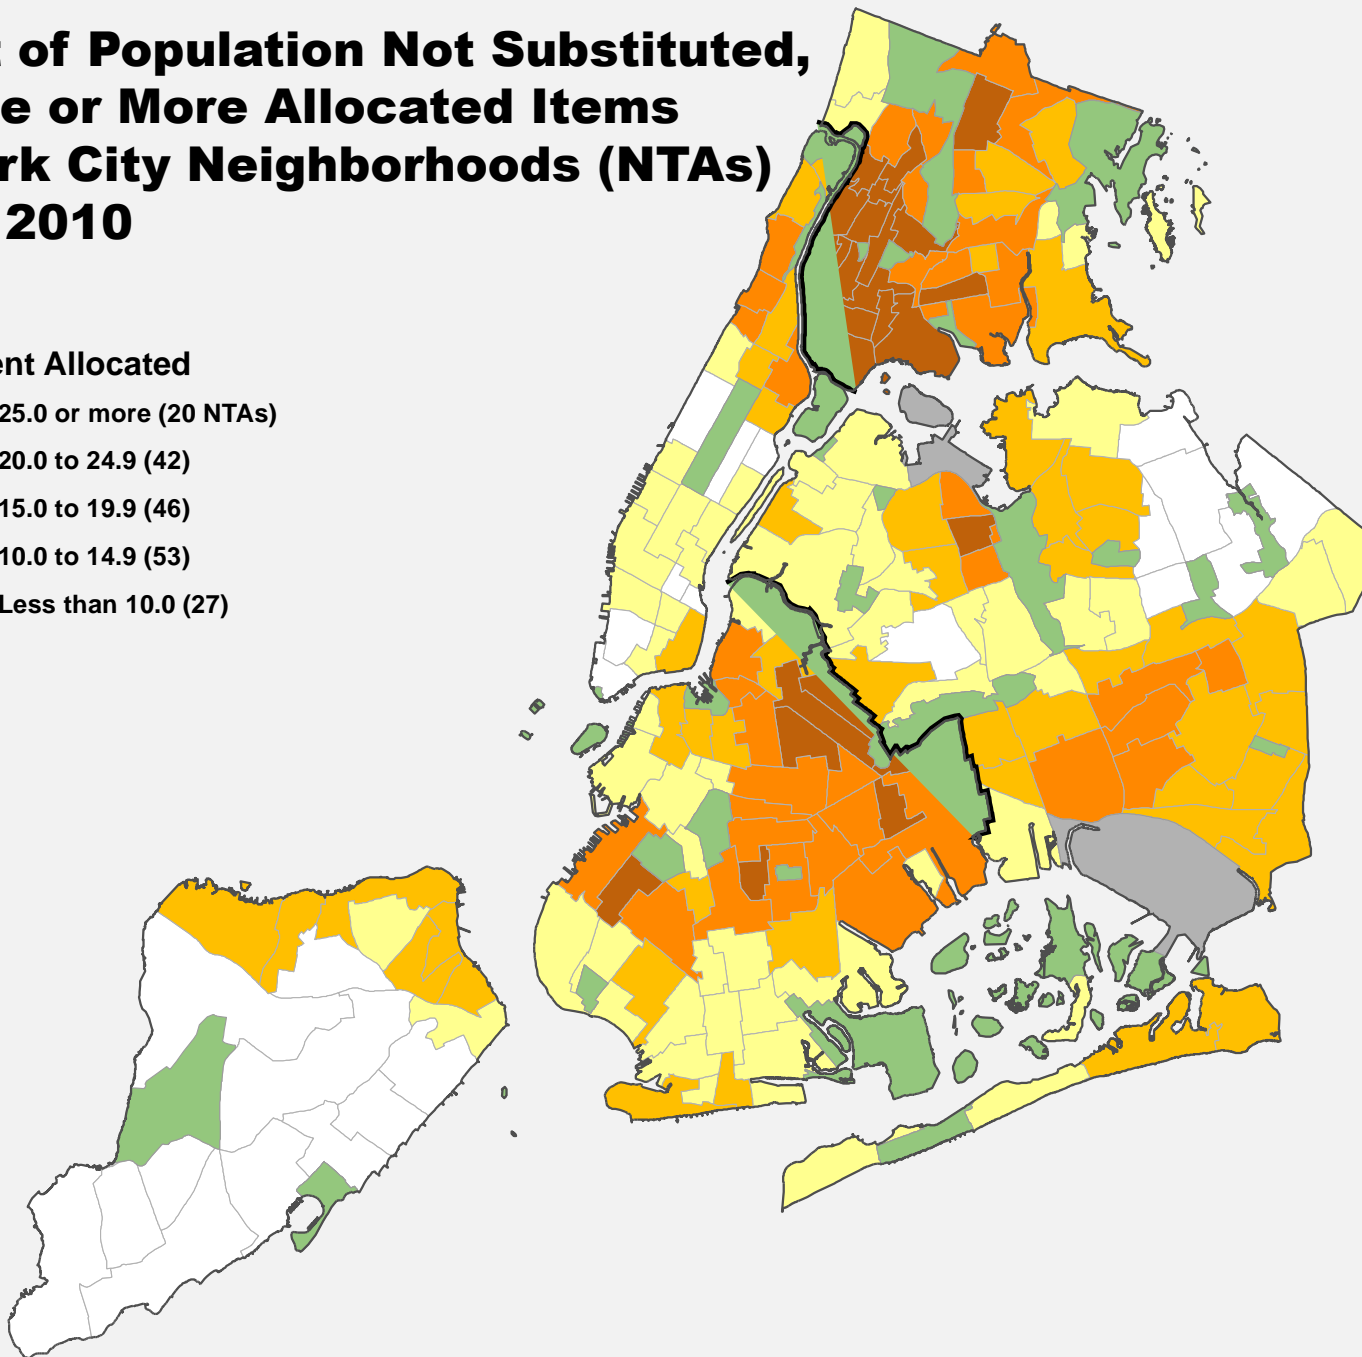 of Population Not Substituted,
or More Allocated Items
City Neighborhoods (NTAs)
2010
Allocated
25.0 or more (20 NTAs)
20.0 to 24.9 (42)
15.0 to 19.9 (46)
10.0 to 14.9 (53)
Less than 10.0 (27)